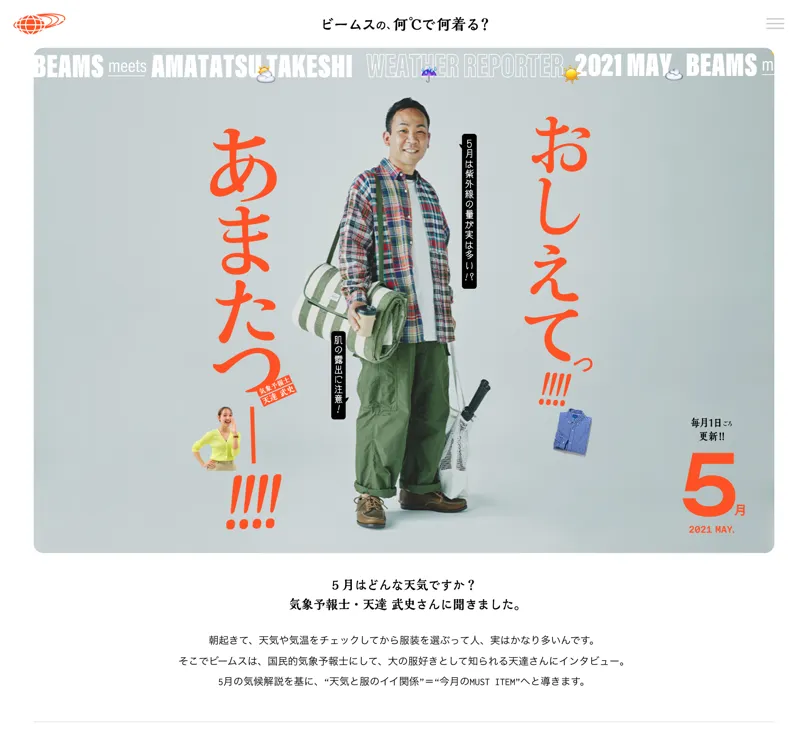 ビームスの、何℃で何着る?
BEAMS meets AMATATSU TAKESHI WEATHER REPORTER 2021 MAY. BEAMS m
おしえてっ!!!!
5月は紫外線の量が実は多い!?
あまたつー!!!!
気象予報士
天達 武史
肌の露出に注意!
毎月1日ごろ
更新!!
5月
2021 MAY.
5月はどんな天気ですか?
気象予報士・天達 武史さんに聞きました。
朝起きて、天気や気温をチェックしてから服装を選ぶって人、実はかなり多いんです。
そこでビームスは、国民的気象予報士にして、大の服好きとして知られる天達さんにインタビュー。
5月の気候解説を基に、“天気と服のイイ関係”=“今月のMUST ITEM”へと導きます。